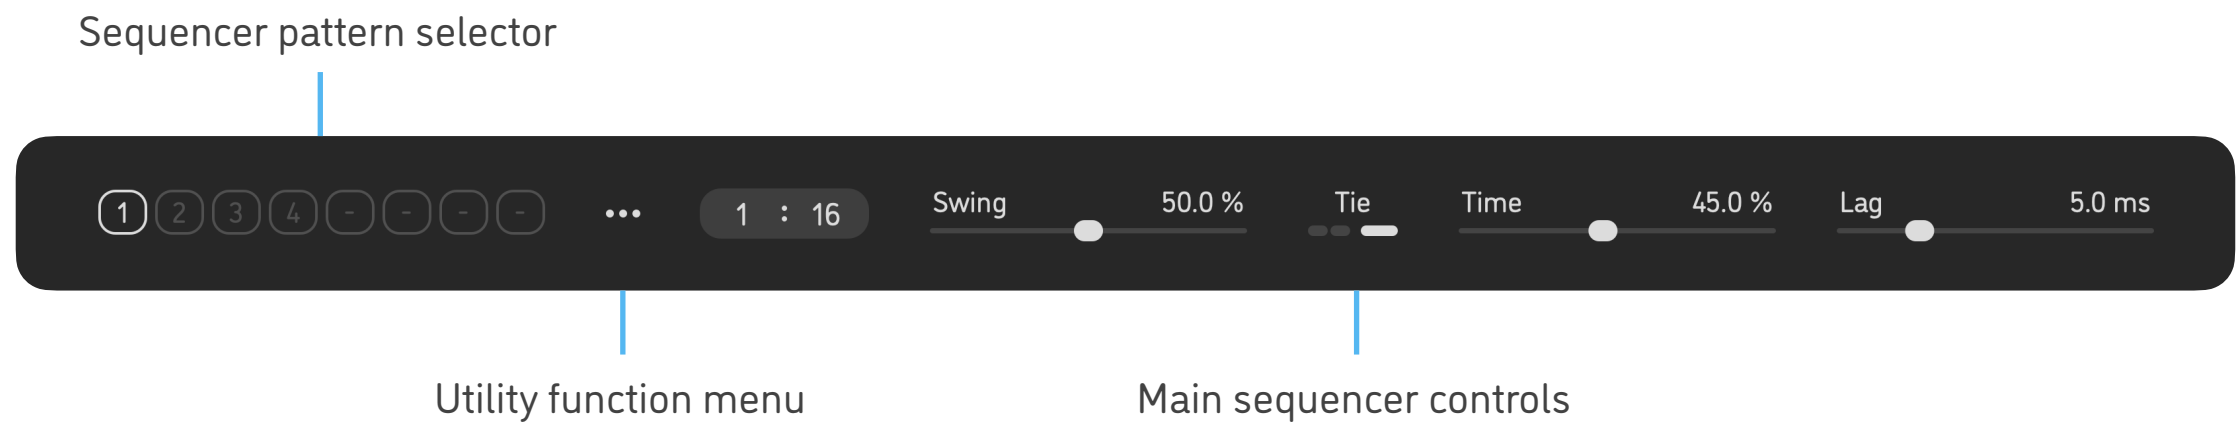 Sequencer pattern selector
1 2 3 4 - - - - ••• 1 : 16 Swing 50.0 % Tie Time 45.0 % Lag 5.0 ms
Utility function menu Main sequencer controls